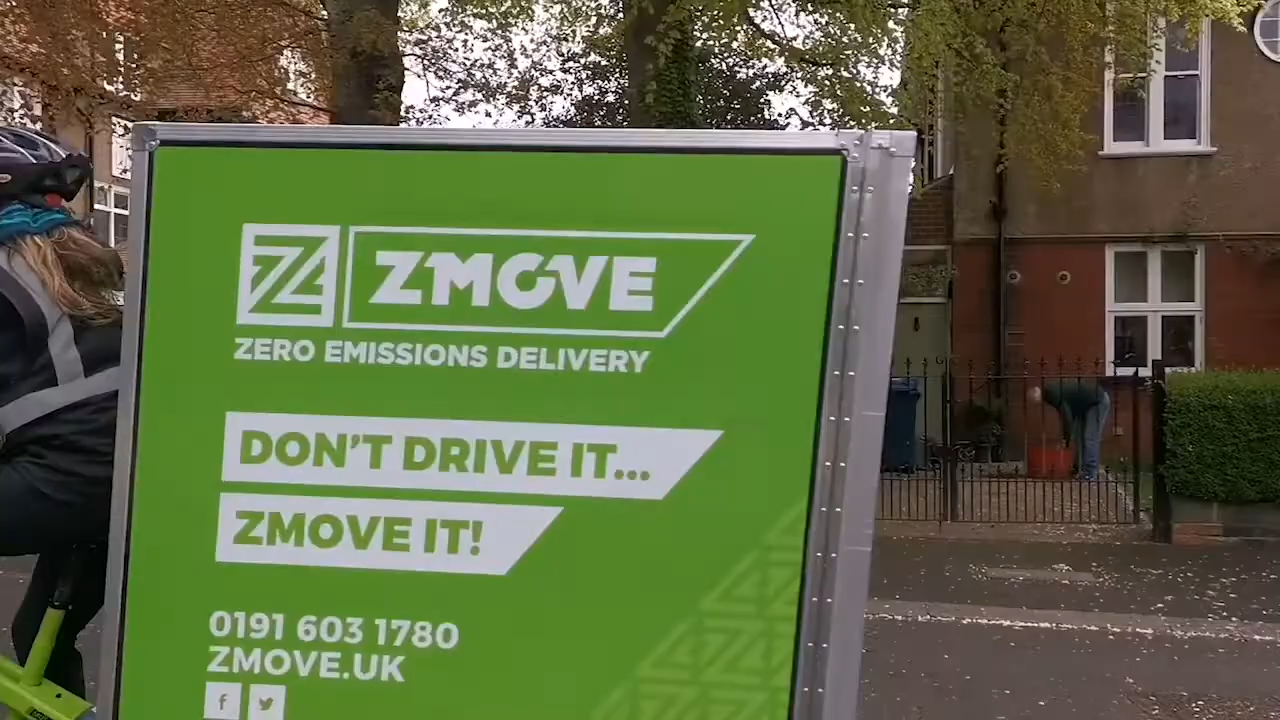 ZMOVE
ZERO EMISSIONS DELIVERY
DON'T DRIVE IT...
ZMOVE IT!
0191 603 1780
ZMOVE.UK